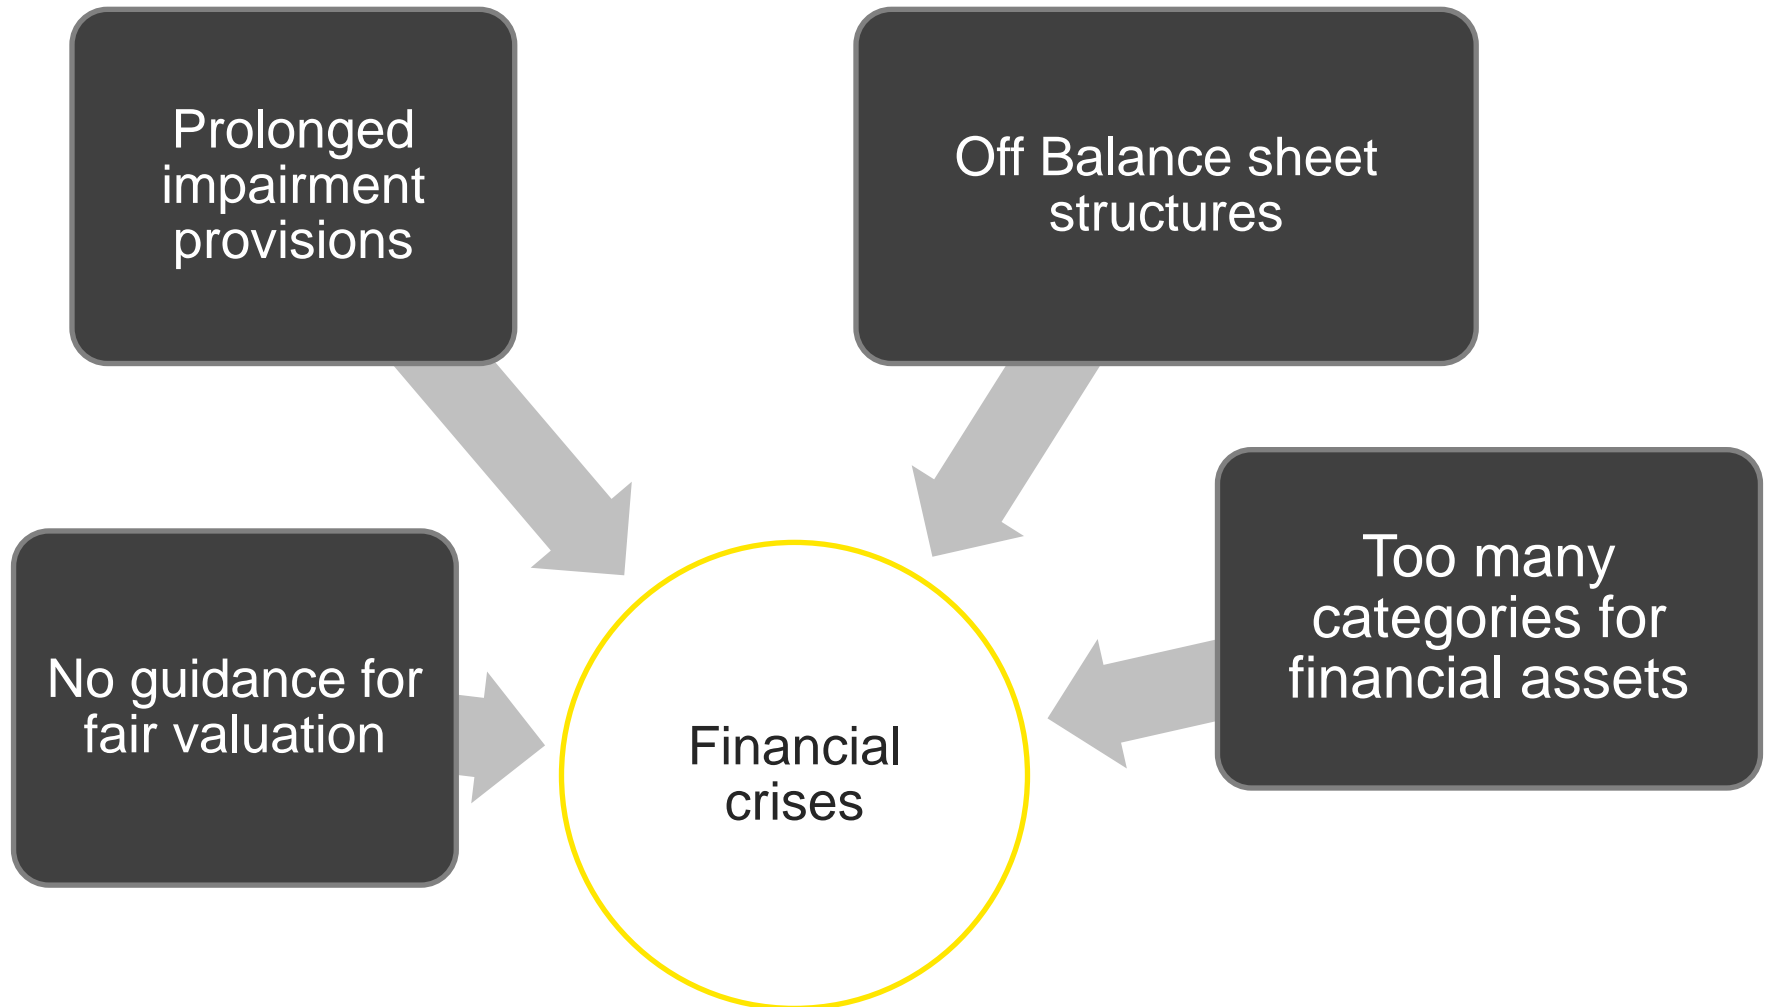 Prolonged
impairment
provisions
Off Balance sheet
structures
No guidance for
fair valuation
Financial
crises
Too many
categories for
financial assets